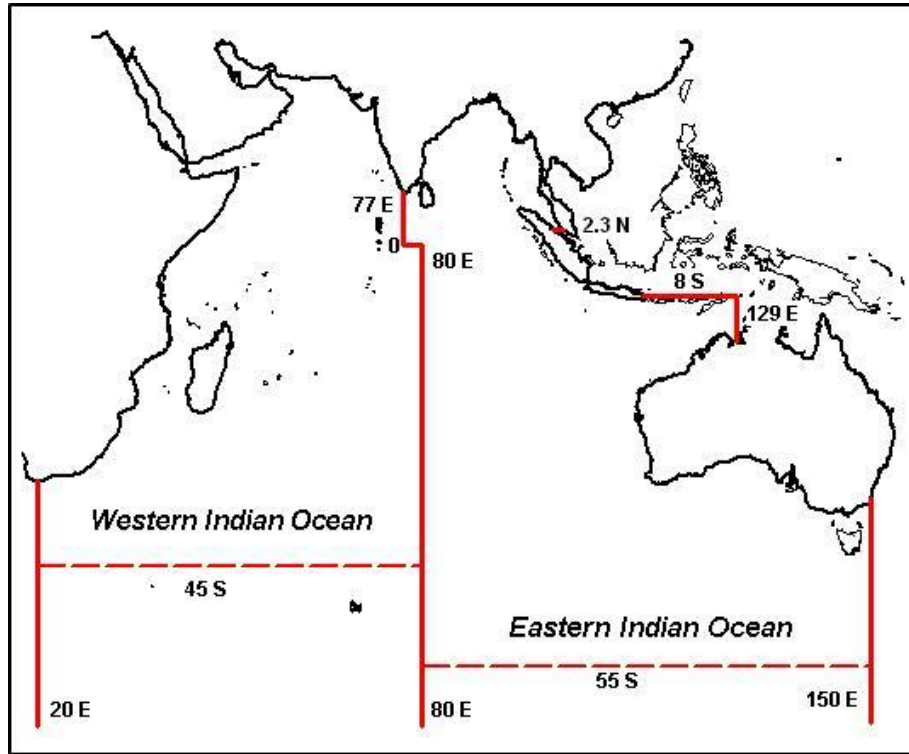 77 E
2.3 N
0
80 E
8 S
129 E
Western Indian Ocean
45 S
Eastern Indian Ocean
55 S
20 E
80 E
150 E